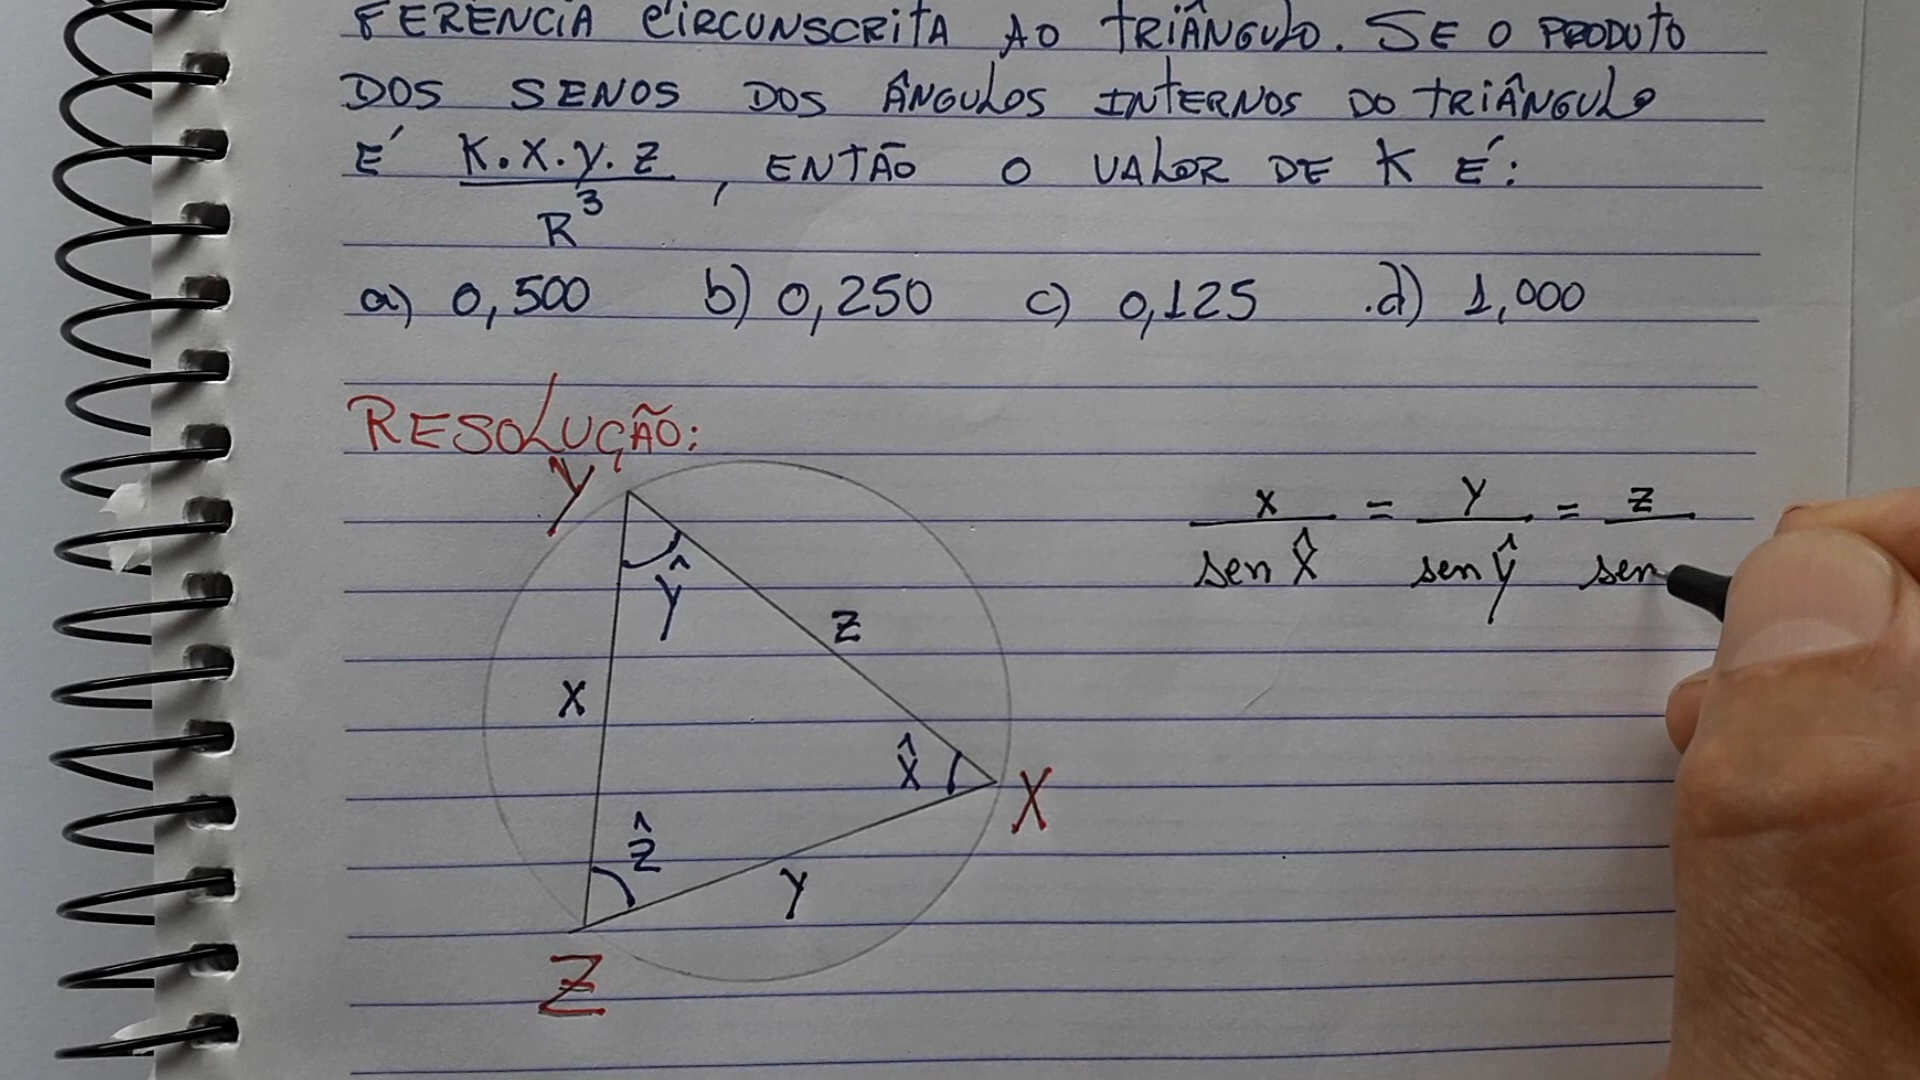 FERÊNCIA CIRCUNSCRITA AO TRIÂNGULO. SE O PRODUTO
DOS SENOS DOS ÂNGULOS INTERNOS DO TRIÂNGULO
É K.X.Y.Z / R³, ENTÃO O VALOR DE K É:
a) 0,500 b) 0,250 c) 0,125 .d) 1,000
RESOLUÇÃO:
Y
x / sen X̂ = y / sen Ŷ = z / sen
Ŷ
z
x
X̂
X
Ẑ
y
Z